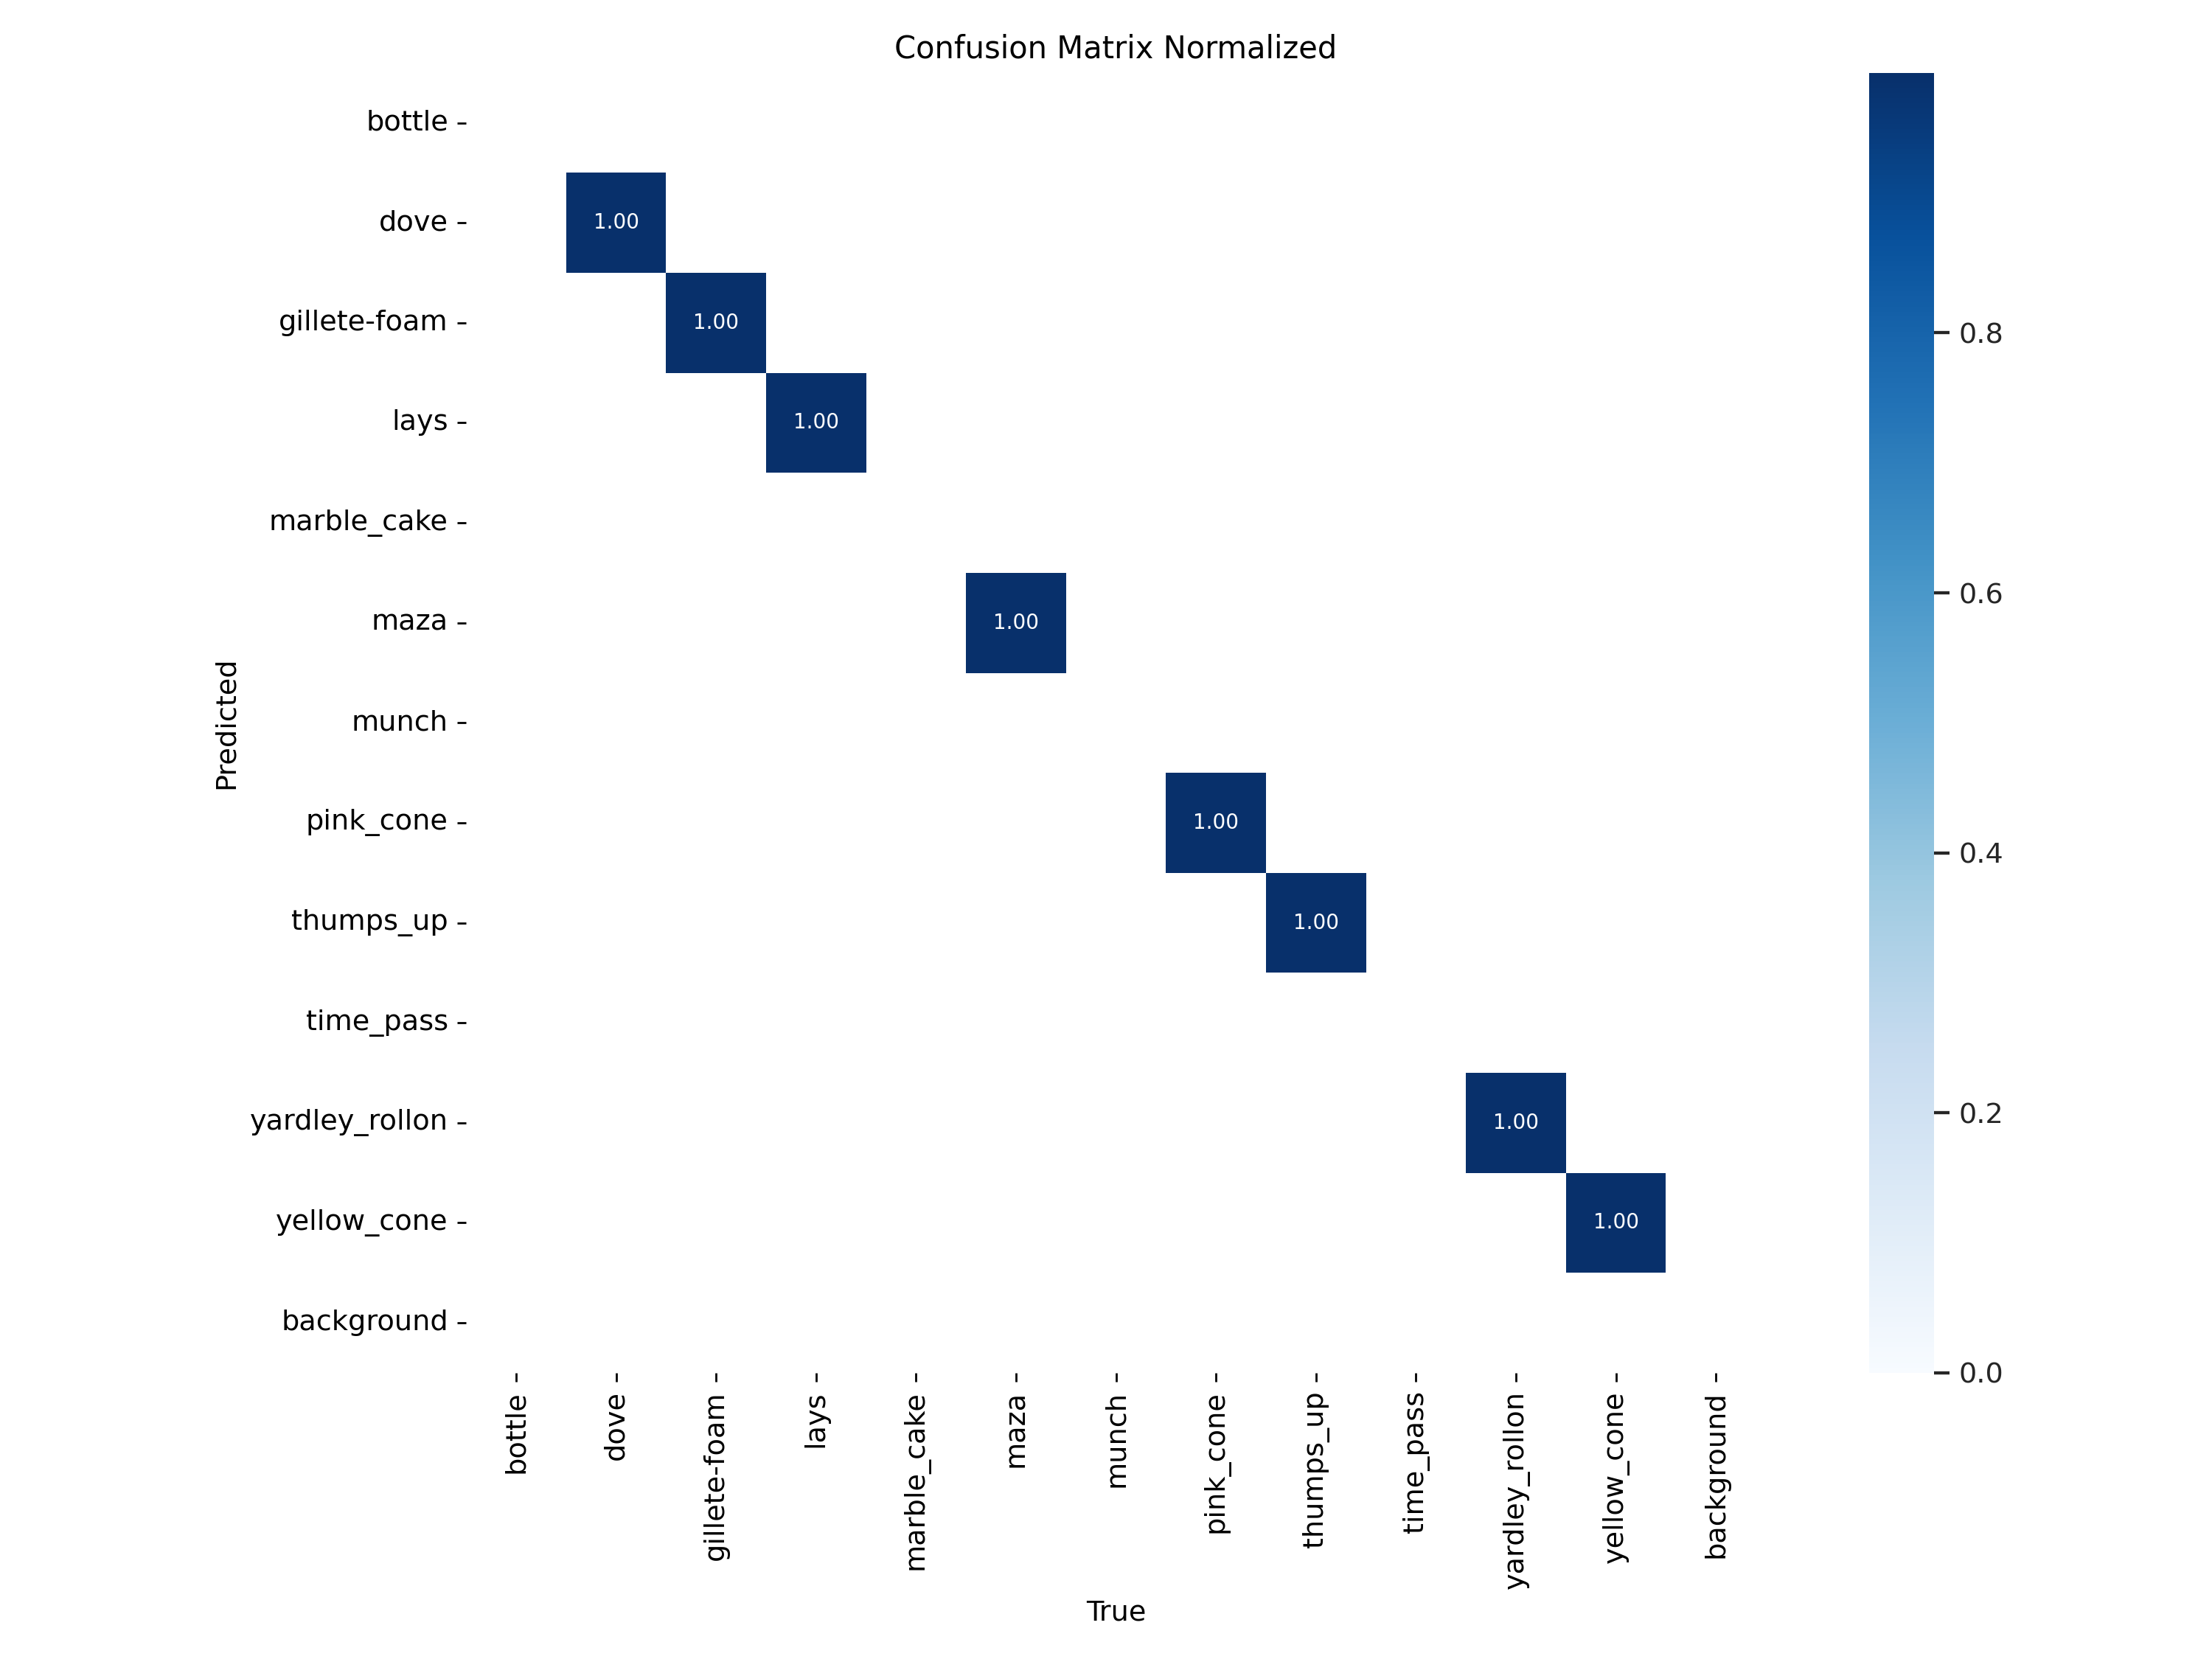 Confusion Matrix Normalized
bottle
dove
gillete-foam
lays
marble_cake
maza
munch
pink_cone
thumps_up
time_pass
yardley_rollon
yellow_cone
background
Predicted
1.00
1.00
1.00
1.00
1.00
1.00
1.00
1.00
0.8
0.6
0.4
0.2
0.0
bottle
dove
gillete-foam
lays
marble_cake
maza
munch
pink_cone
thumps_up
time_pass
yardley_rollon
yellow_cone
background
True